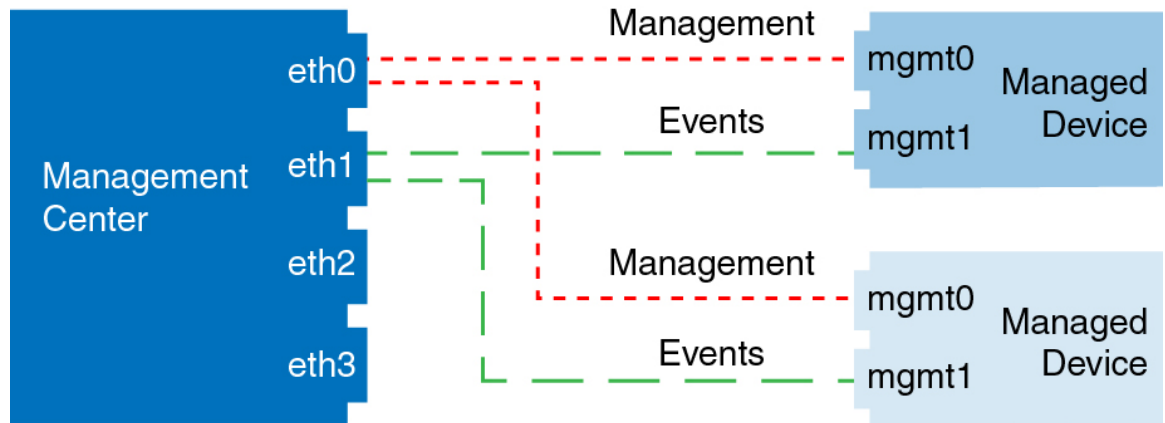 Management
Center
eth0
eth1
eth2
eth3
Management
Events
Management
Events
mgmt0
mgmt1
Managed
Device
mgmt0
mgmt1
Managed
Device